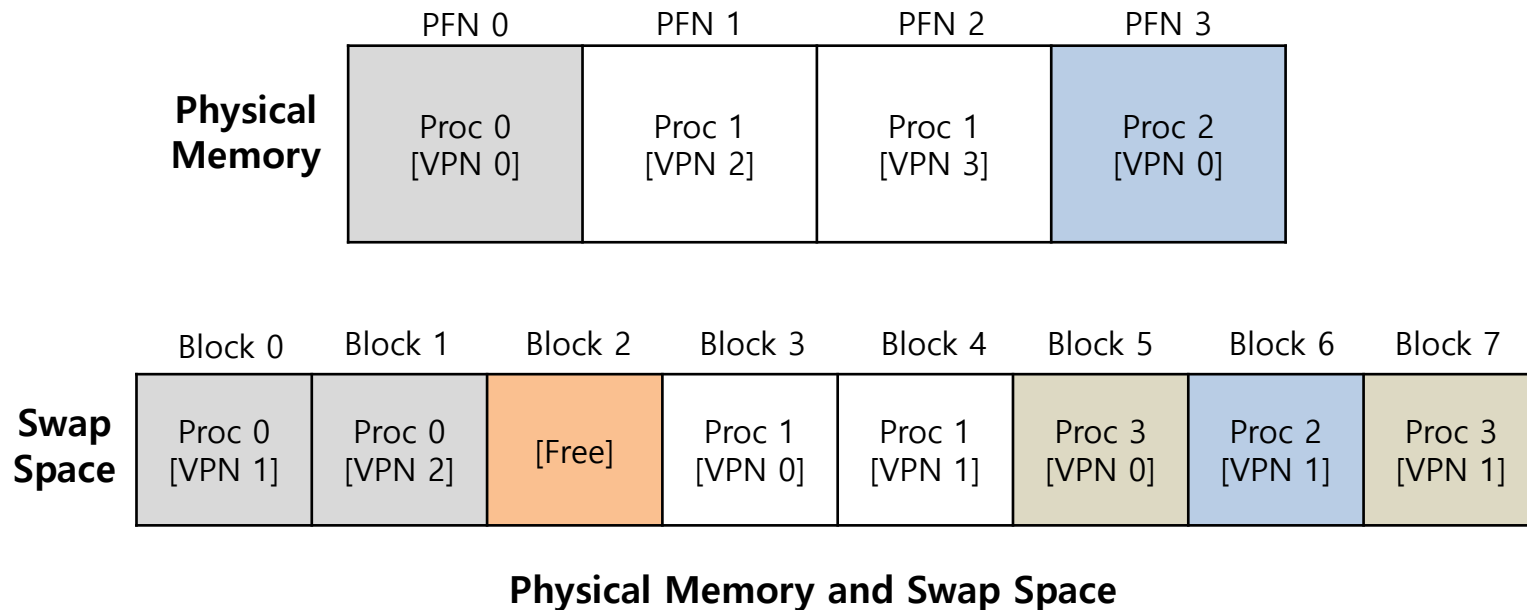 PFN 0 PFN 1 PFN 2 PFN 3
Physical
Memory
Proc 0 Proc 1 Proc 1 Proc 2
[VPN 0] [VPN 2] [VPN 3] [VPN 0]
Block 0 Block 1 Block 2 Block 3 Block 4 Block 5 Block 6 Block 7
Swap
Space
Proc 0 Proc 0 [Free] Proc 1 Proc 1 Proc 3 Proc 2 Proc 3
[VPN 1] [VPN 2] [VPN 0] [VPN 1] [VPN 0] [VPN 1] [VPN 1]
Physical Memory and Swap Space